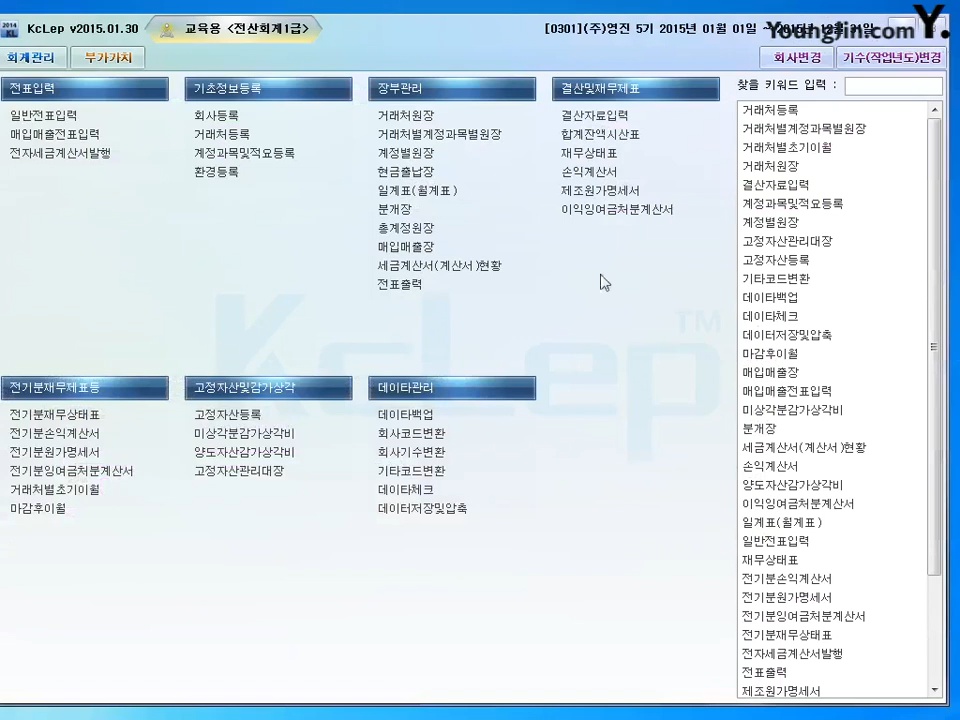 KcLep v2015.01.30
교육용 <전산회계1급>
[0301](주)영진 5기 2015년 01월 01일 ~ 2015년 12월 31일
Youngjin.com Y.
회계관리
부가가치
회사변경
기수(작업년도)변경
전표입력
일반전표입력
매입매출전표입력
전자세금계산서발행
기초정보등록
회사등록
거래처등록
계정과목및적요등록
환경등록
장부관리
거래처원장
거래처별계정과목별원장
계정별원장
현금출납장
일계표(월계표)
분개장
총계정원장
매입매출장
세금계산서(계산서)현황
전표출력
결산및재무제표
결산자료입력
합계잔액시산표
재무상태표
손익계산서
제조원가명세서
이익잉여금처분계산서
전기분재무제표등
전기분재무상태표
전기분손익계산서
전기분원가명세서
전기분잉여금처분계산서
거래처별초기이월
마감후이월
고정자산및감가상각
고정자산등록
미상각분감가상각비
양도자산감가상각비
고정자산관리대장
데이타관리
데이타백업
회사코드변환
회사기수변환
기타코드변환
데이타체크
데이터저장및압축
찾을 키워드 입력 :
거래처등록
거래처별계정과목별원장
거래처별초기이월
거래처원장
결산자료입력
계정과목및적요등록
계정별원장
고정자산관리대장
고정자산등록
기타코드변환
데이타백업
데이타체크
데이터저장및압축
마감후이월
매입매출장
매입매출전표입력
미상각분감가상각비
분개장
세금계산서(계산서)현황
손익계산서
양도자산감가상각비
이익잉여금처분계산서
일계표(월계표)
일반전표입력
재무상태표
전기분손익계산서
전기분원가명세서
전기분잉여금처분계산서
전기분재무상태표
전자세금계산서발행
전표출력
제조원가명세서
KcLep™